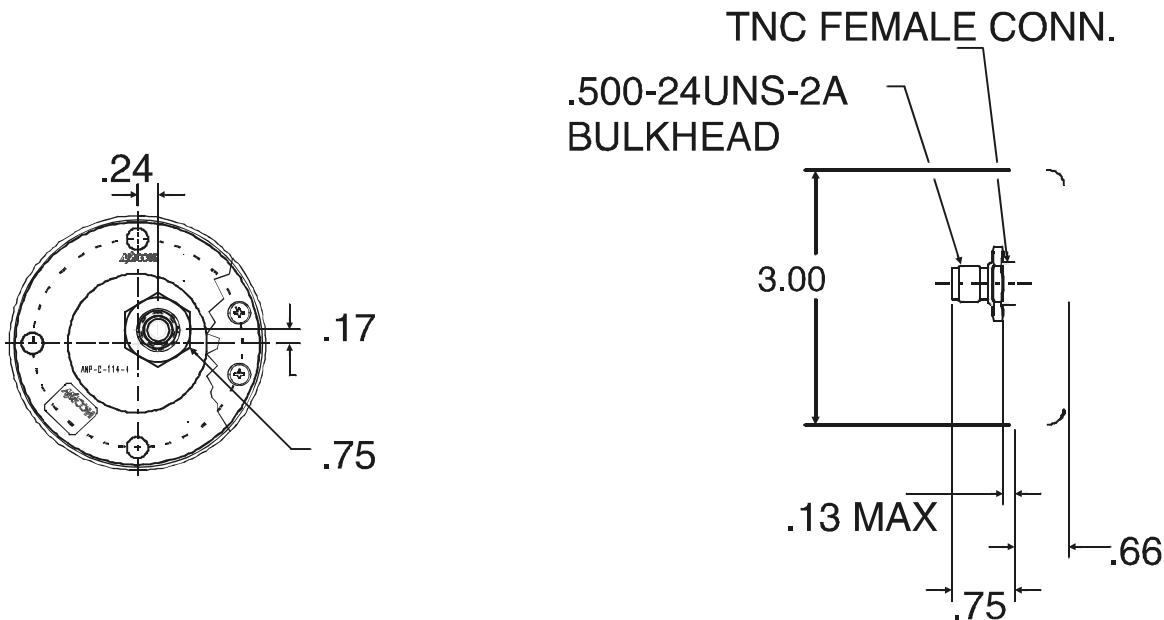 TNC FEMALE CONN.
.500-24UNS-2A
BULKHEAD
.24
3.00
.17
ANP-C-114-1
.75
.13 MAX
.66
.75